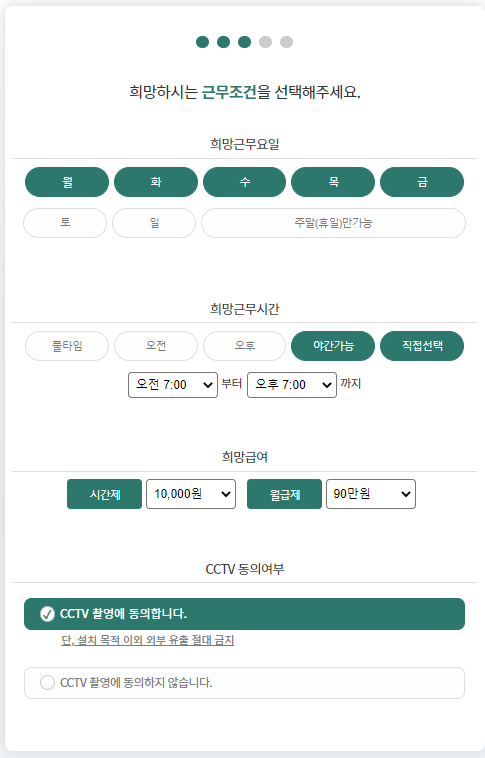 희망하시는 근무조건을 선택해주세요.
희망근무요일
월 화 수 목 금
토 일 주말(휴일)만가능
희망근무시간
풀타임 오전 오후 야간가능 직접선택
오전 7:00 부터 오후 7:00 까지
희망급여
시간제 10,000원 월급제 90만원
CCTV 동의여부
CCTV 촬영에 동의합니다.
단, 설치 목적 이외 외부 유출 절대 금지
CCTV 촬영에 동의하지 않습니다.